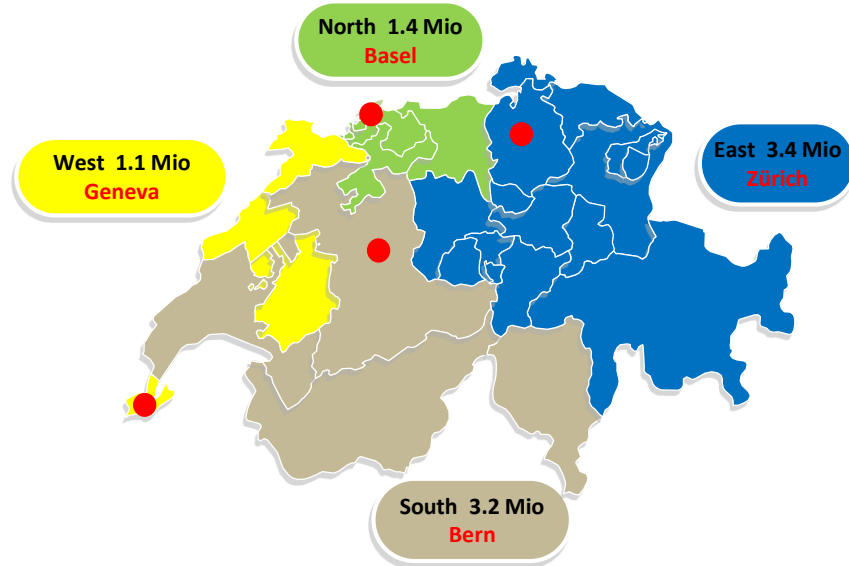 North 1.4 Mio
Basel
West 1.1 Mio
Geneva
East 3.4 Mio
Zürich
South 3.2 Mio
Bern